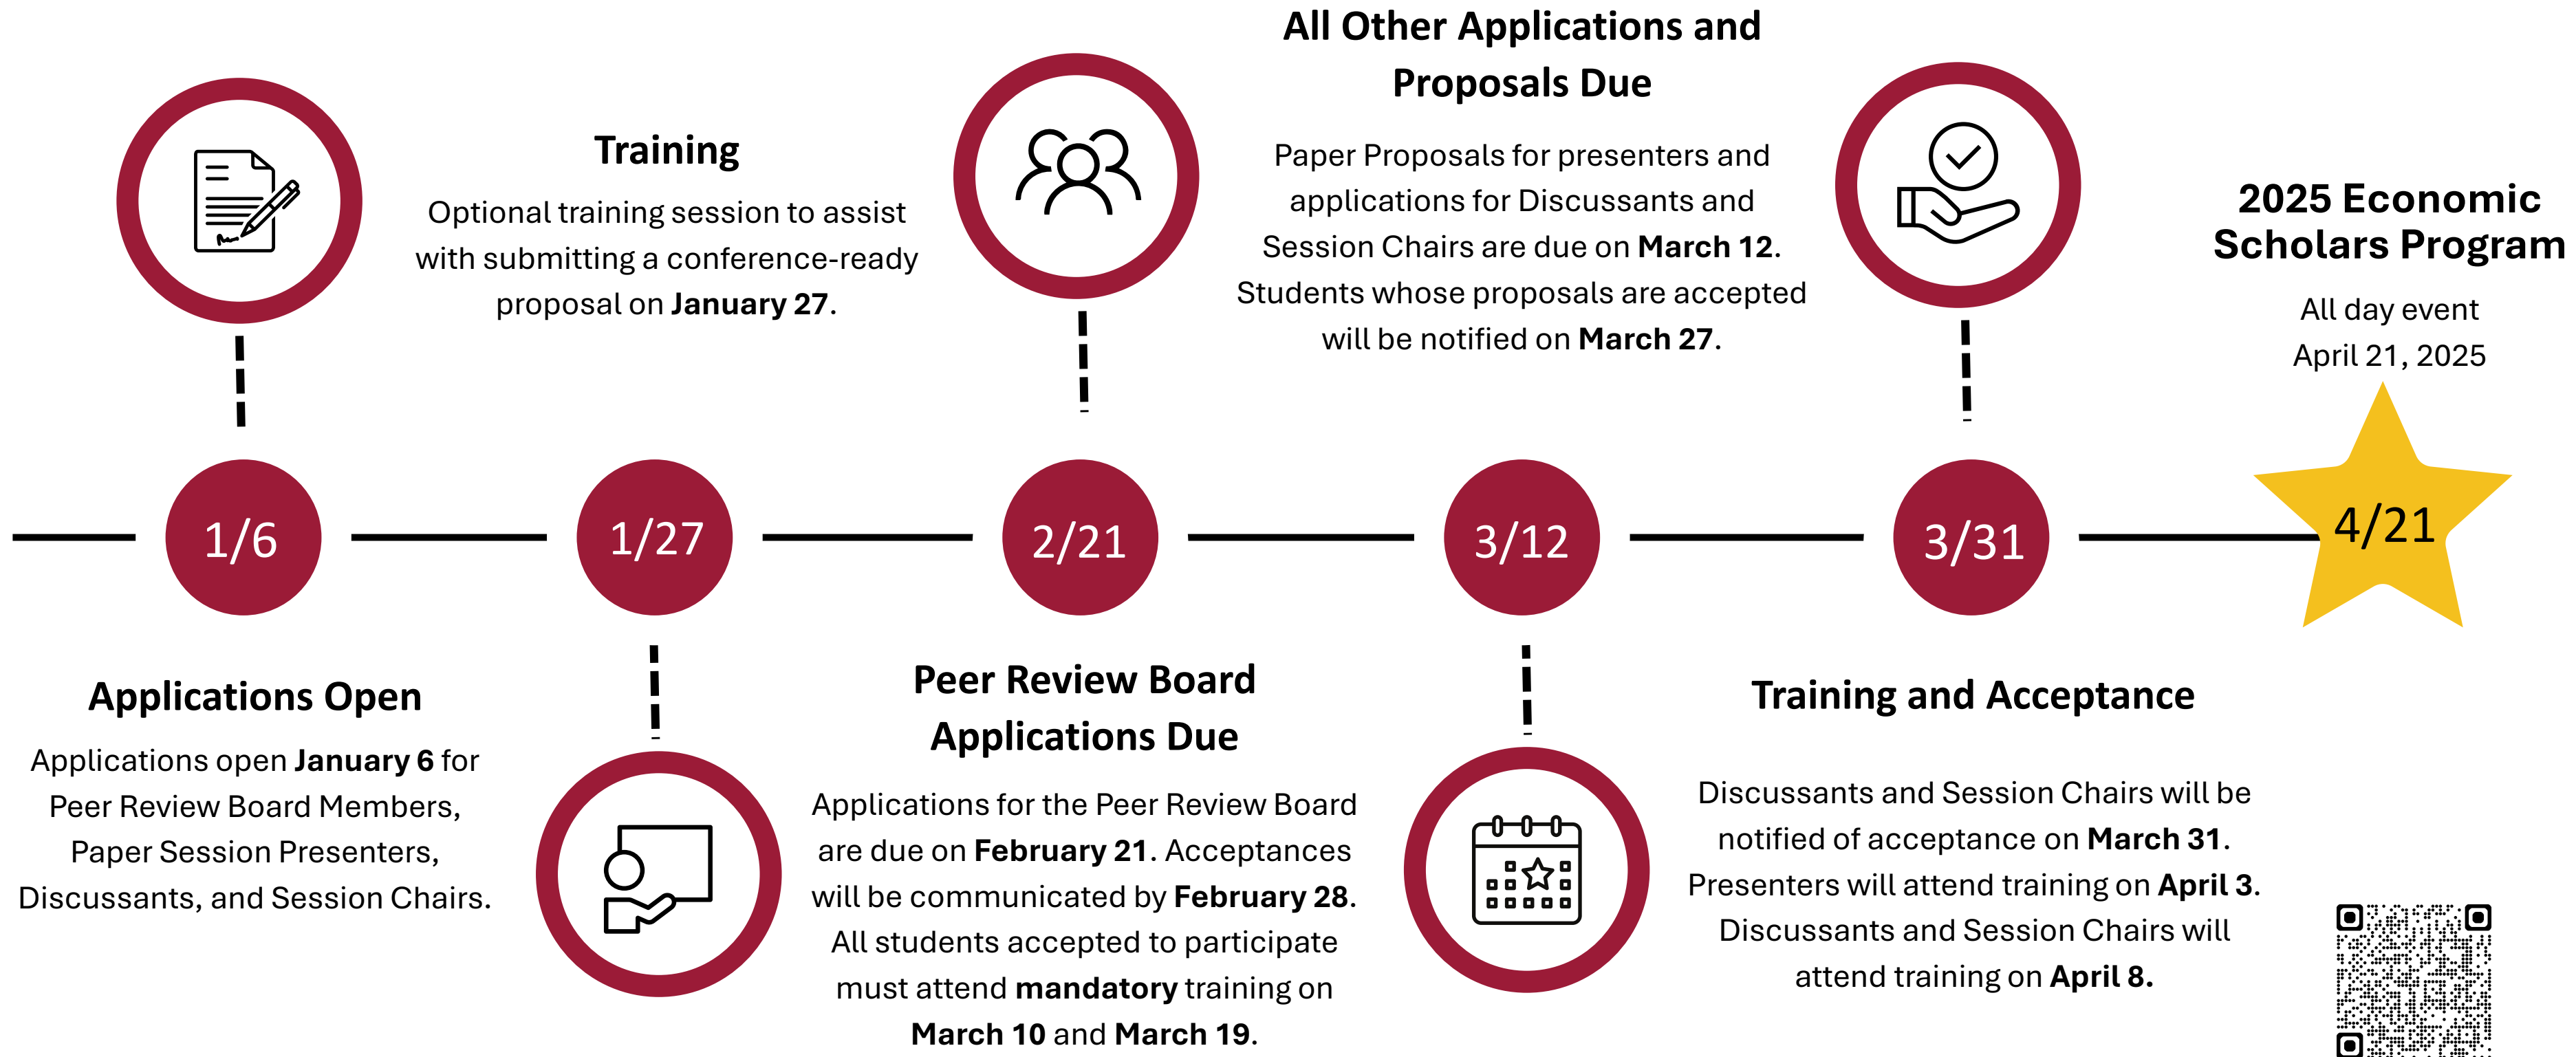 1/6
Applications Open
Applications open January 6 for
Peer Review Board Members,
Paper Session Presenters,
Discussants, and Session Chairs.
Training
Optional training session to assist
with submitting a conference-ready
proposal on January 27.
1/27
2/21
Peer Review Board
Applications Due
Applications for the Peer Review Board
are due on February 21. Acceptances
will be communicated by February 28.
All students accepted to participate
must attend mandatory training on
March 10 and March 19.
All Other Applications and
Proposals Due
Paper Proposals for presenters and
applications for Discussants and
Session Chairs are due on March 12.
Students whose proposals are accepted
will be notified on March 27.
3/12
3/31
Training and Acceptance
Discussants and Session Chairs will be
notified of acceptance on March 31.
Presenters will attend training on April 3.
Discussants and Session Chairs will
attend training on April 8.
2025 Economic
Scholars Program
All day event
April 21, 2025
4/21